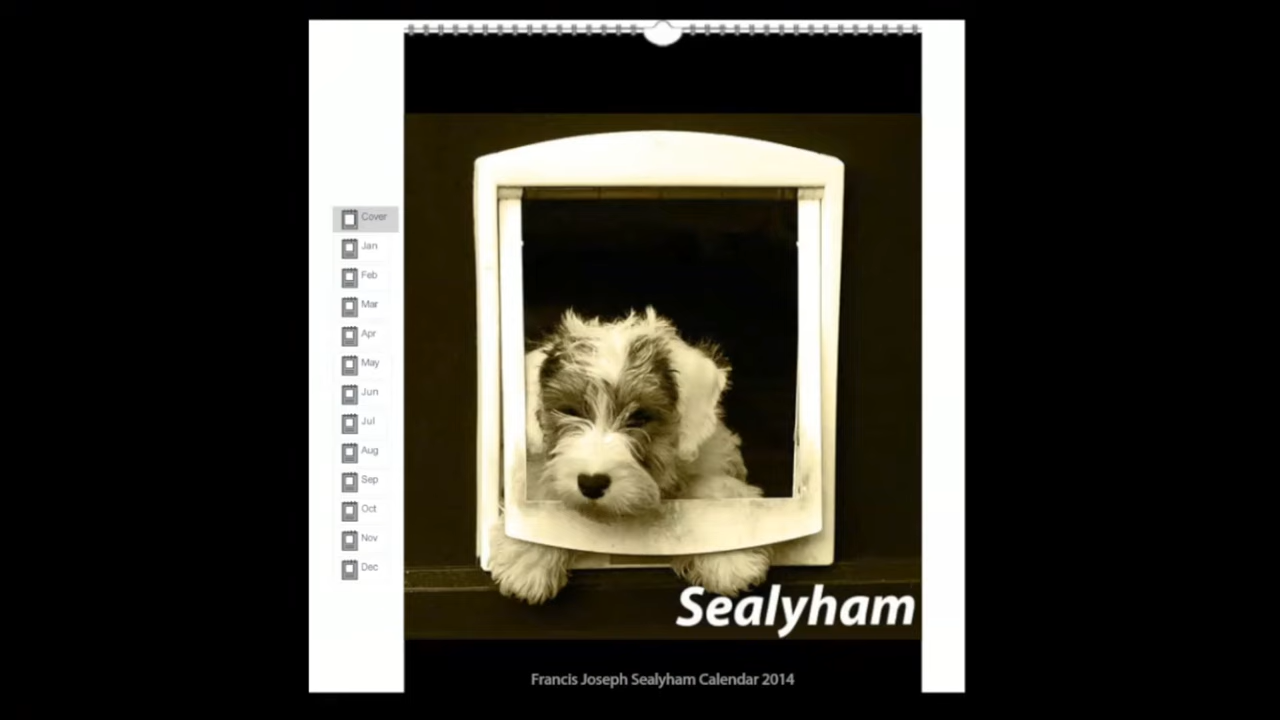 Cover
Jan
Feb
Mar
Apr
May
Jun
Jul
Aug
Sep
Oct
Nov
Dec
Sealyham
Francis Joseph Sealyham Calendar 2014